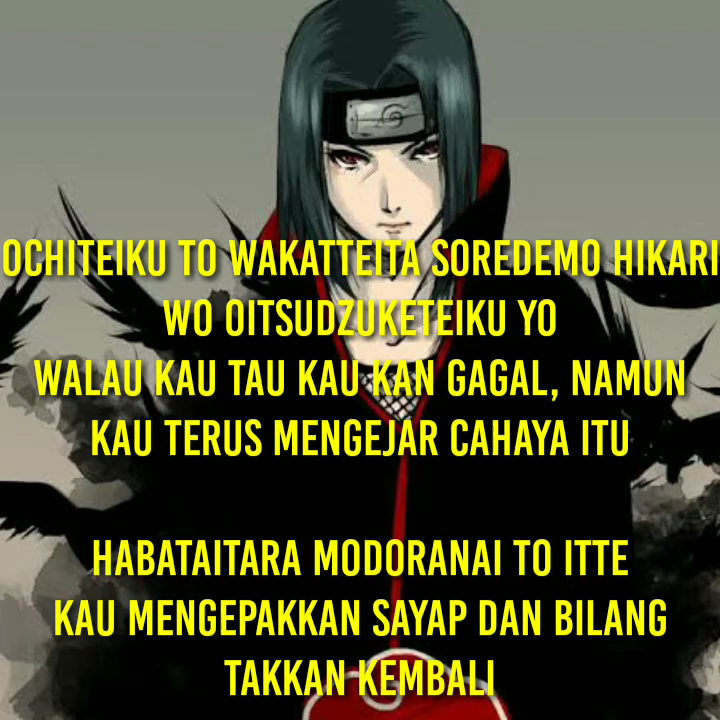 OCHITEIKU TO WAKATTEITA SOREDEMO HIKARI
WO OITSUDZUKETEIKU YO
WALAU KAU TAU KAU KAN GAGAL, NAMUN
KAU TERUS MENGEJAR CAHAYA ITU
HABATAITARA MODORANAI TO ITTE
KAU MENGEPAKKAN SAYAP DAN BILANG
TAKKAN KEMBALI